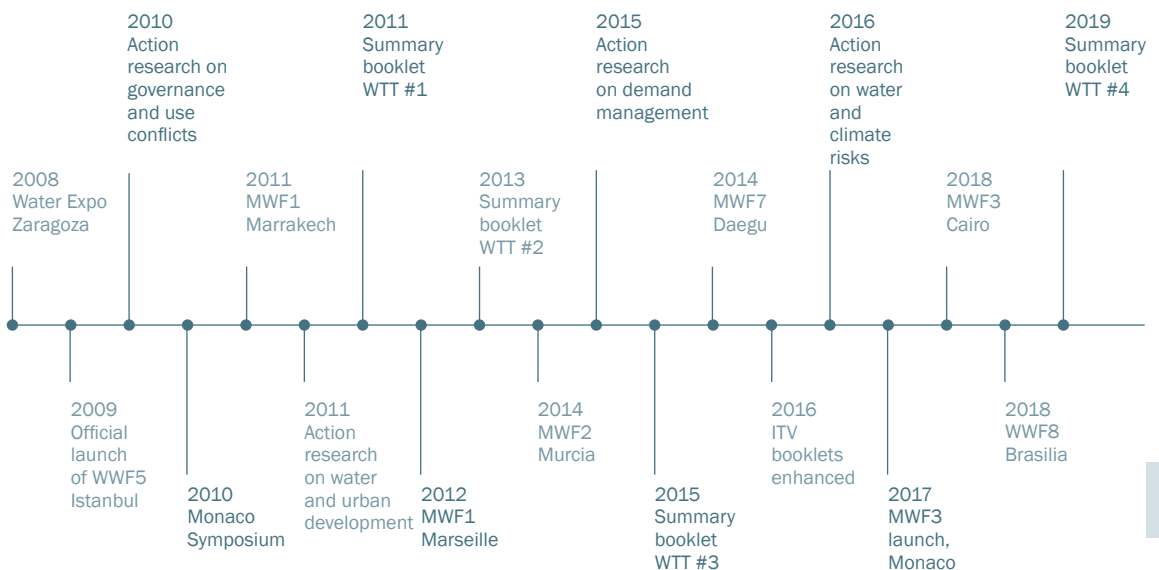 2008
Water Expo
Zaragoza
2009
Official
launch
of WWF5
Istanbul
2010
Action
research on
governance
and use
conflicts
2010
Monaco
Symposium
2011
MWF1
Marrakech
2011
Action
research
on water
and urban
development
2011
Summary
booklet
WTT #1
2012
MWF1
Marseille
2013
Summary
booklet
WTT #2
2014
MWF2
Murcia
2015
Action
research
on demand
management
2015
Summary
booklet
WTT #3
2014
MWF7
Daegu
2016
ITV
booklets
enhanced
2016
Action
research
on water
and
climate
risks
2017
MWF3
launch,
Monaco
2018
MWF3
Cairo
2018
WWF8
Brasilia
2019
Summary
booklet
WTT #4